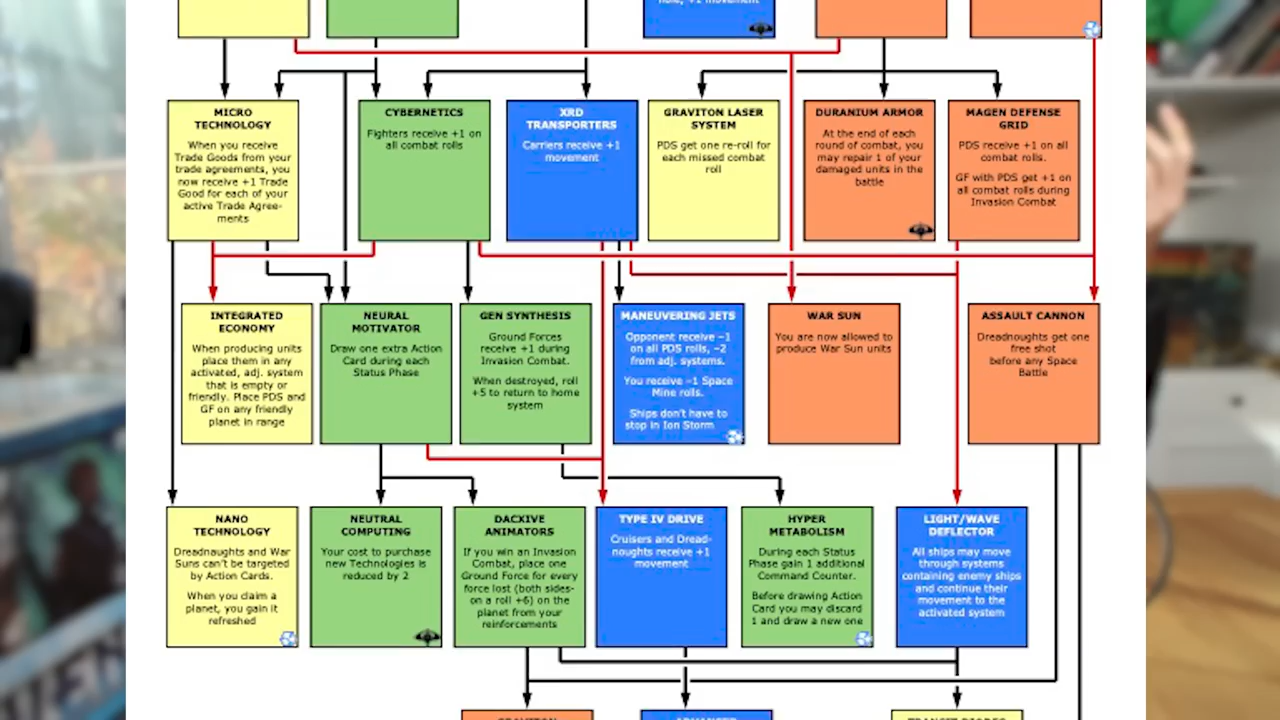 hole, +1 movement
MICRO
TECHNOLOGY
When you receive
Trade Goods from your
trade agreements, you
now receive +1 Trade
Good for each of your
active Trade Agree-
ments
CYBERNETICS
Fighters receive +1 on
all combat rolls
XRD
TRANSPORTERS
Carriers receive +1
movement
GRAVITON LASER
SYSTEM
PDS get one re-roll for
each missed combat
roll
DURANIUM ARMOR
At the end of each
round of combat, you
may repair 1 of your
damaged units in the
battle
MAGEN DEFENSE
GRID
PDS receive +1 on all
combat rolls.
GF with PDS get +1 on
all combat rolls during
Invasion Combat
INTEGRATED
ECONOMY
When producing units
place them in any
activated, adj. system
that is empty or
friendly. Place PDS and
GF on any friendly
planet in range
NEURAL
MOTIVATOR
Draw one extra Action
Card during each
Status Phase
GEN SYNTHESIS
Ground Forces
receive +1 during
Invasion Combat.
When destroyed, roll
+5 to return to home
system
MANEUVERING JETS
Opponent receive -1
on all PDS rolls, -2
from adj. systems.
You receive -1 Space
Mine rolls.
Ships don't have to
stop in Ion Storm
WAR SUN
You are now allowed to
produce War Sun units
ASSAULT CANNON
Dreadnoughts get one
free shot
before any Space
Battle
NANO
TECHNOLOGY
Dreadnaughts and War
Suns can't be targeted
by Action Cards.
When you claim a
planet, you gain it
refreshed
NEUTRAL
COMPUTING
Your cost to purchase
new Technologies is
reduced by 2
DACXIVE
ANIMATORS
If you win an Invasion
Combat, place one
Ground Force for every
force lost (both sides-
on a roll +6) on the
planet from your
reinforcements
TYPE IV DRIVE
Cruisers and Dread-
noughts receive +1
movement
HYPER
METABOLISM
During each Status
Phase gain 1 additional
Command Counter.
Before drawing Action
Card you may discard
1 and draw a new one
LIGHT/WAVE
DEFLECTOR
All ships may move
through systems
containing enemy ships
and continue their
movement to the
activated system
GRAVITON
ADVANCED
TRANSIT DIODES